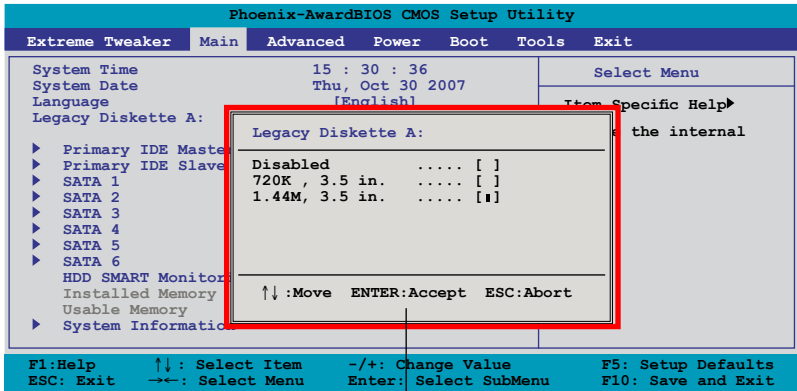 Phoenix-AwardBIOS CMOS Setup Utility
Extreme Tweaker Main Advanced Power Boot Tools Exit
System Time 15 : 30 : 36
System Date Thu, Oct 30 2007
Language [English]
Legacy Diskette A:
Primary IDE Master
Primary IDE Slave
SATA 1
SATA 2
SATA 3
SATA 4
SATA 5
SATA 6
HDD SMART Monitori
Installed Memory
Usable Memory
System Information
Select Menu
Item Specific Help
the internal
Legacy Diskette A:
Disabled ..... [ ]
720K , 3.5 in. ..... [ ]
1.44M, 3.5 in. ..... [▮]
↑↓ :Move ENTER:Accept ESC:Abort
F1:Help ↑↓ : Select Item -/+: Change Value F5: Setup Defaults
ESC: Exit →←: Select Menu Enter: Select SubMenu F10: Save and Exit